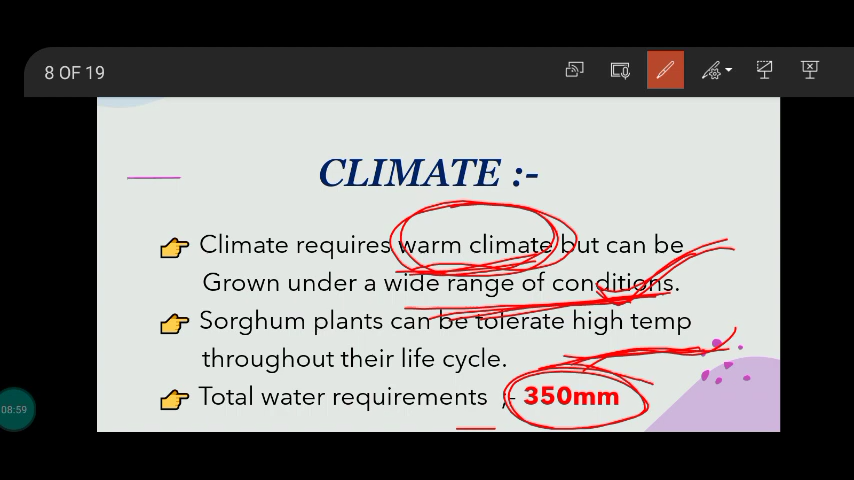 8 OF 19
CLIMATE :-
Climate requires warm climate but can be
Grown under a wide range of conditions.
Sorghum plants can be tolerate high temp
throughout their life cycle.
Total water requirements ;- 350mm
08:59